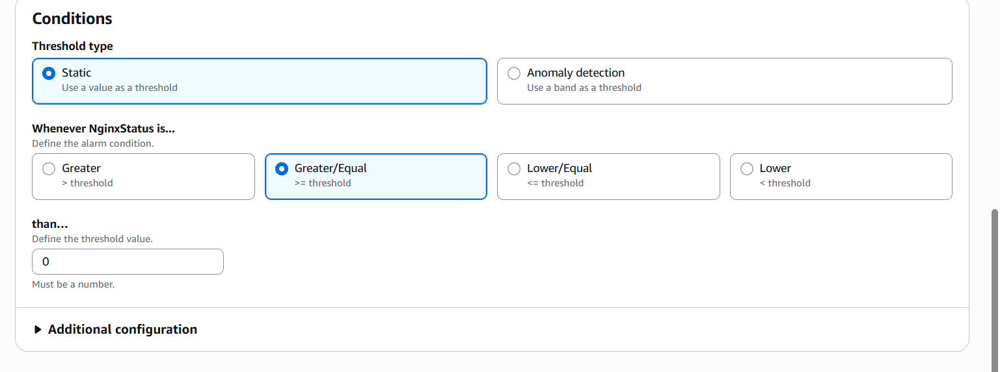 Conditions
Threshold type
Static
Use a value as a threshold
Anomaly detection
Use a band as a threshold
Whenever NginxStatus is...
Define the alarm condition.
Greater
> threshold
Greater/Equal
>= threshold
Lower/Equal
<= threshold
Lower
< threshold
than...
Define the threshold value.
0
Must be a number.
Additional configuration